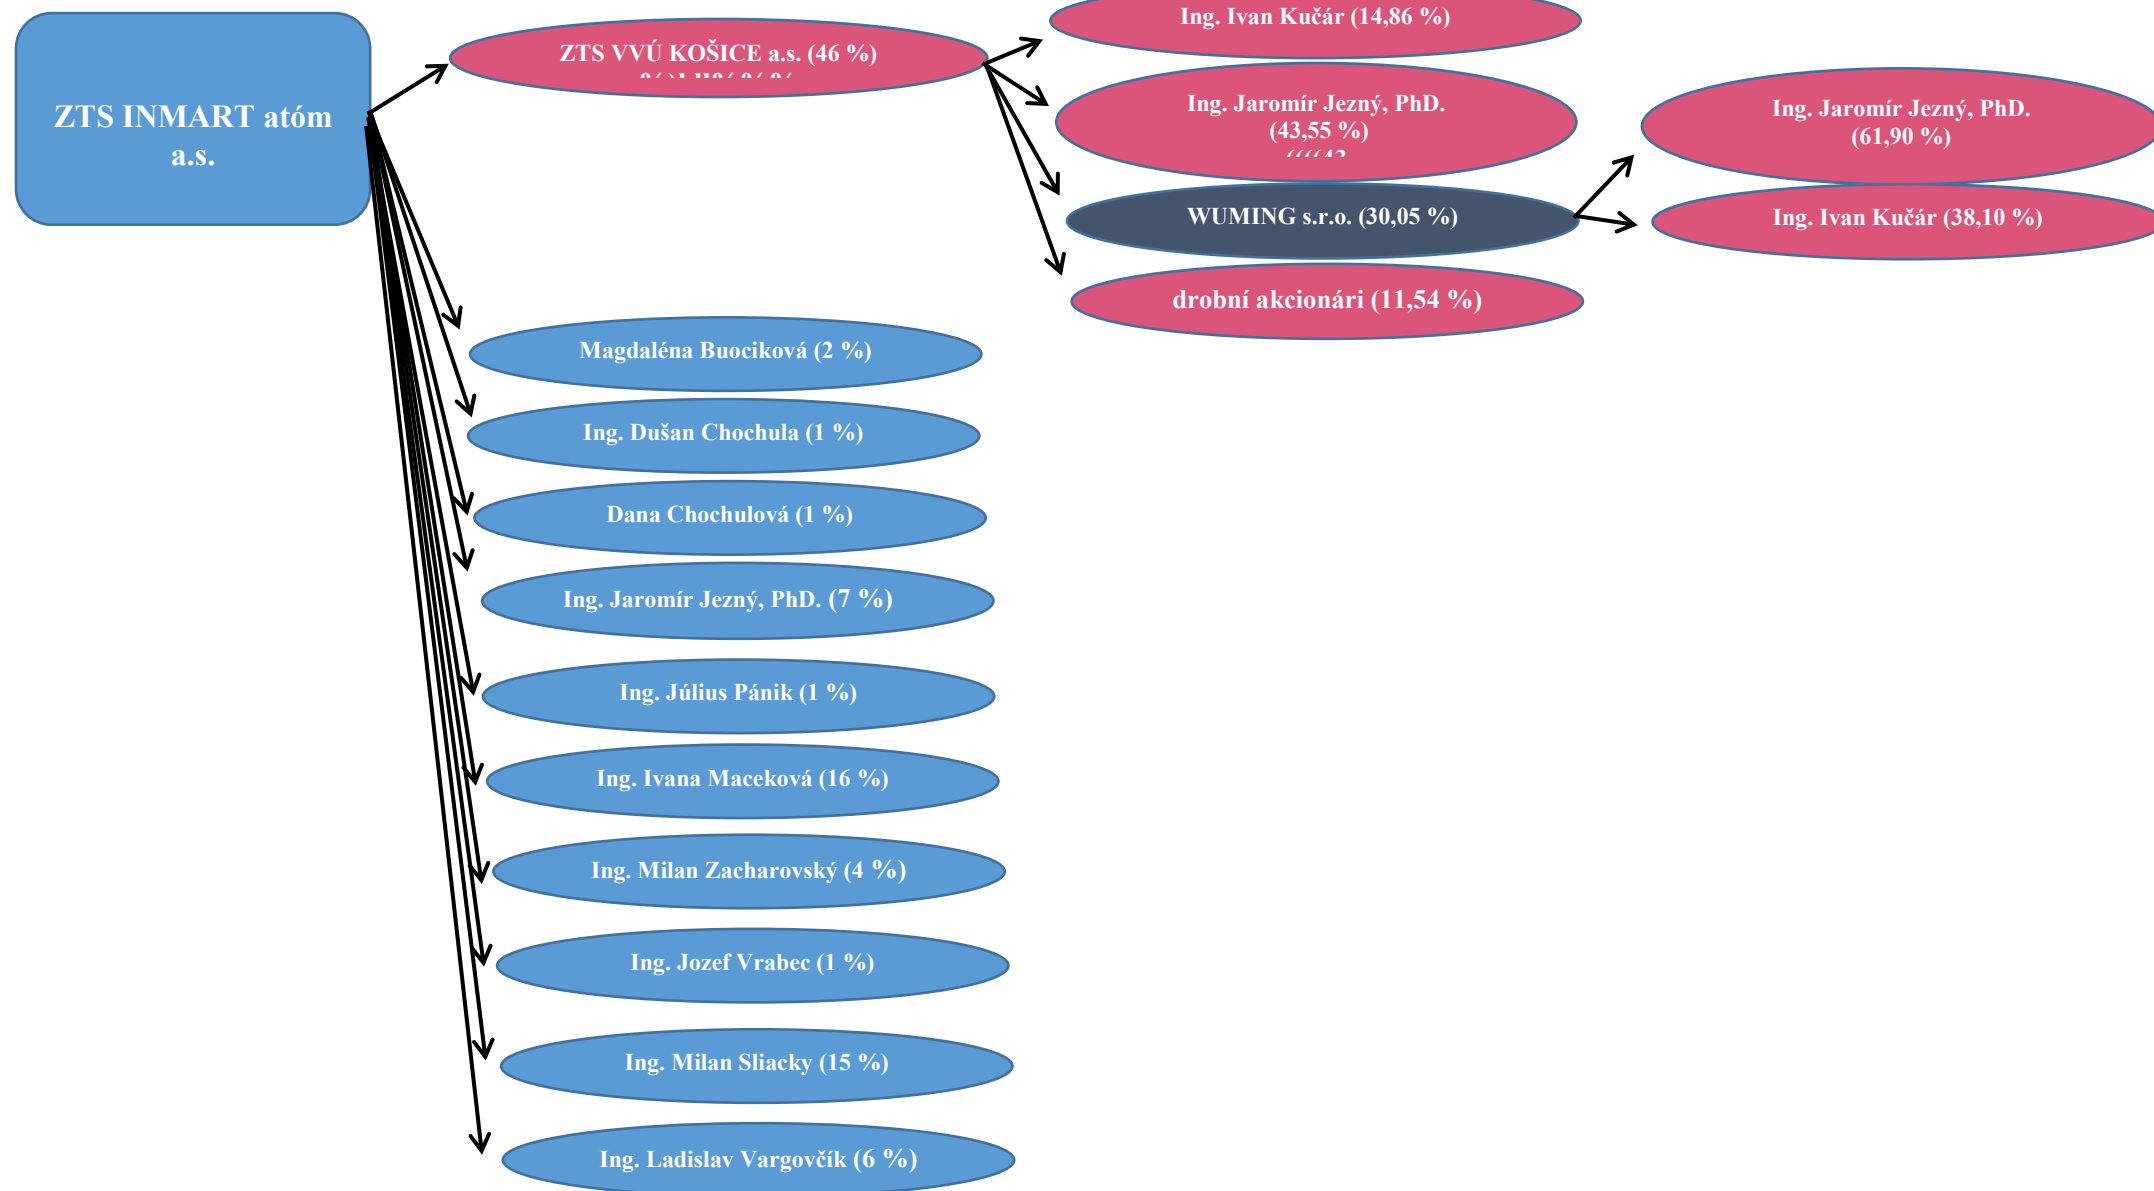 ZTS INMART atóm
a.s.
ZTS VVÚ KOŠICE a.s. (46 %)
Ing. Ivan Kučár (14,86 %)
Ing. Jaromír Jezný, PhD.
(43,55 %)
WUMING s.r.o. (30,05 %)
drobní akcionári (11,54 %)
Ing. Jaromír Jezný, PhD.
(61,90 %)
Ing. Ivan Kučár (38,10 %)
Magdaléna Buociková (2 %)
Ing. Dušan Chochula (1 %)
Dana Chochulová (1 %)
Ing. Jaromír Jezný, PhD. (7 %)
Ing. Július Pánik (1 %)
Ing. Ivana Maceková (16 %)
Ing. Milan Zacharovský (4 %)
Ing. Jozef Vrabec (1 %)
Ing. Milan Sliacky (15 %)
Ing. Ladislav Vargovčík (6 %)